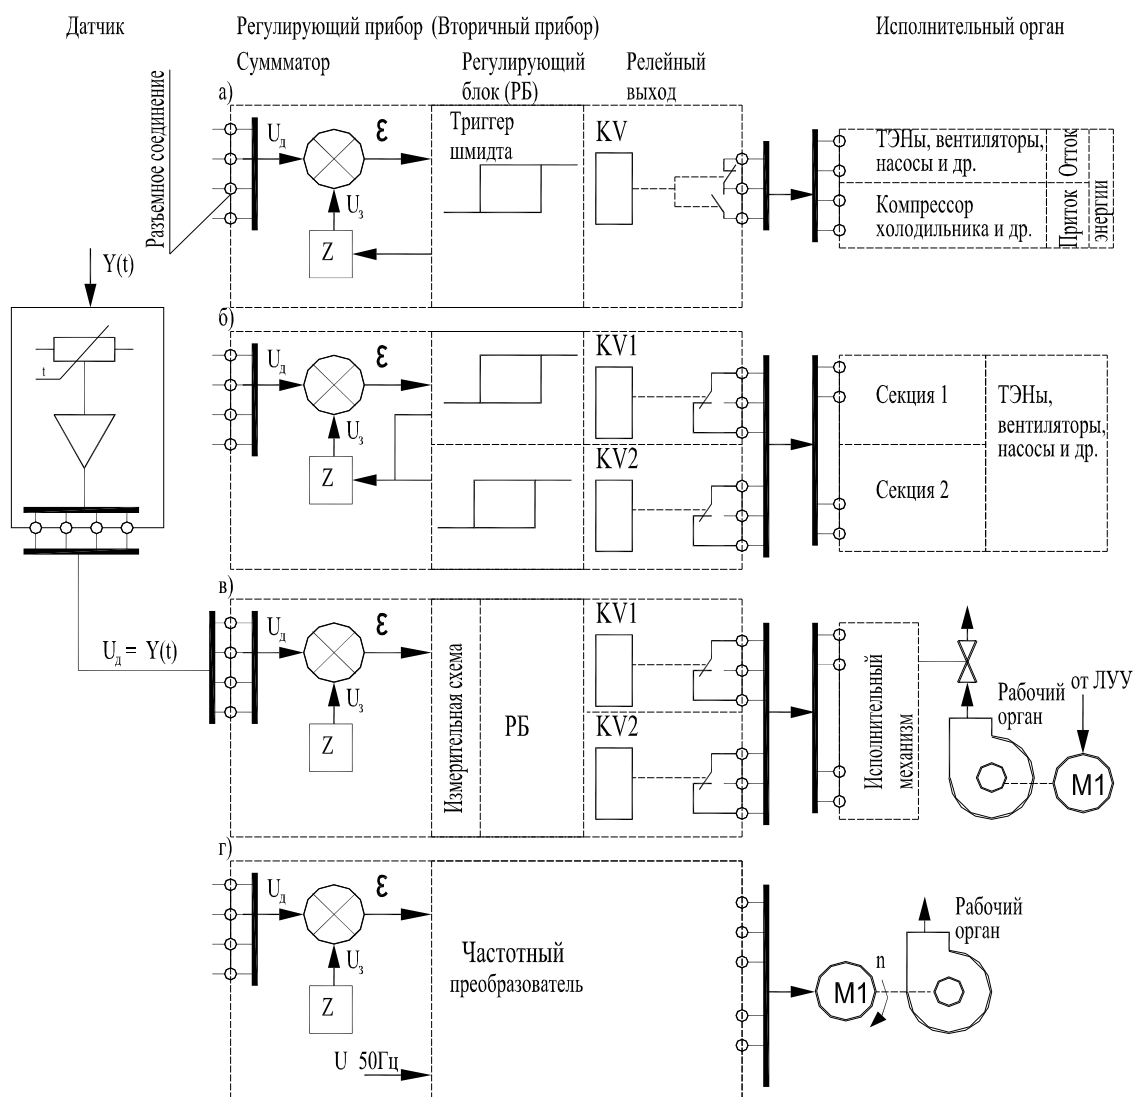 Датчик
Регулирующий прибор (Вторичный прибор)
Исполнительный орган
Суммматор
Регулирующий
блок (РБ)
Релейный
выход
Разъемное соединение
а)
Uд
ε
Uз
Z
Триггер
шмидта
KV
ТЭНы, вентиляторы,
насосы и др.
Отток
Компрессор
холодильника и др.
Приток
энергии
Y(t)
t
Uд = Y(t)
б)
Uд
ε
Uз
Z
KV1
KV2
Секция 1
Секция 2
ТЭНы,
вентиляторы,
насосы и др.
в)
Uд
ε
Uз
Z
Измерительная схема
РБ
KV1
KV2
Исполнительный
механизм
Рабочий
орган
от ЛУУ
М1
г)
Uд
ε
Uз
Z
U 50Гц
Частотный
преобразователь
М1
n
Рабочий
орган